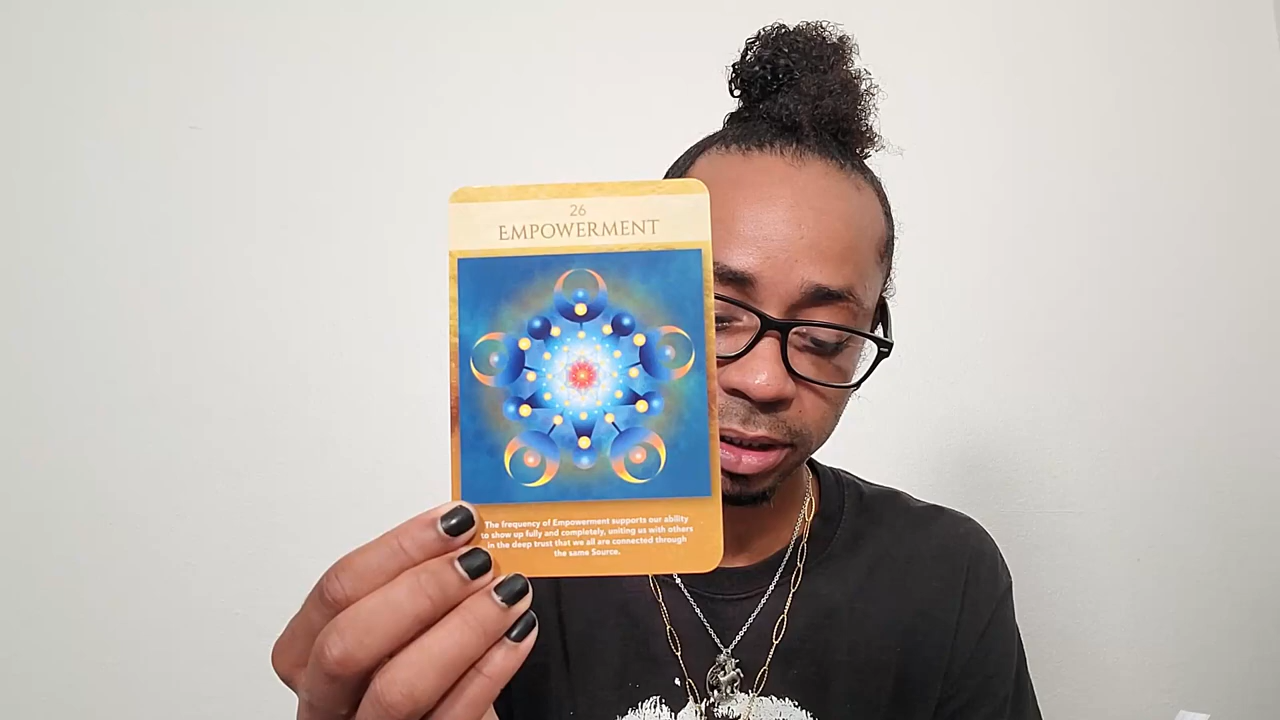 26
EMPOWERMENT
The frequency of Empowerment supports our ability
to show up fully and completely, uniting us with others
in the deep trust that we all are connected through
the same Source.